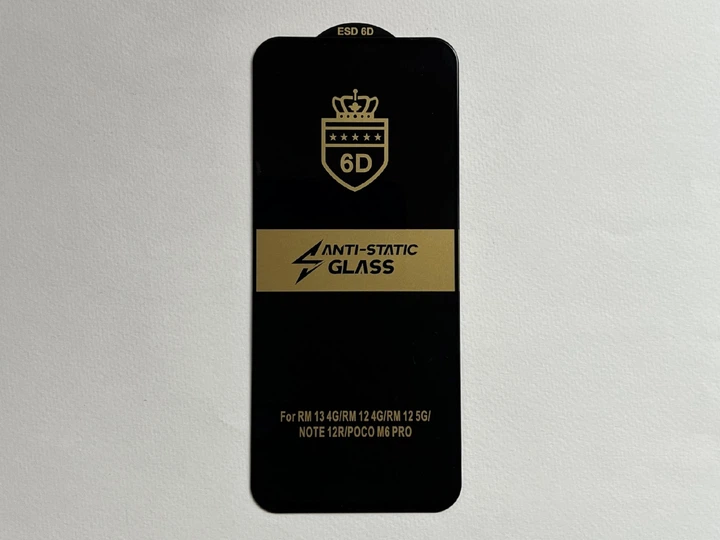 ESD 6D
6D
ANTI-STATIC
GLASS
For RM 13 4G/RM 12 4G/RM 12 5G/
NOTE 12R/POCO M6 PRO